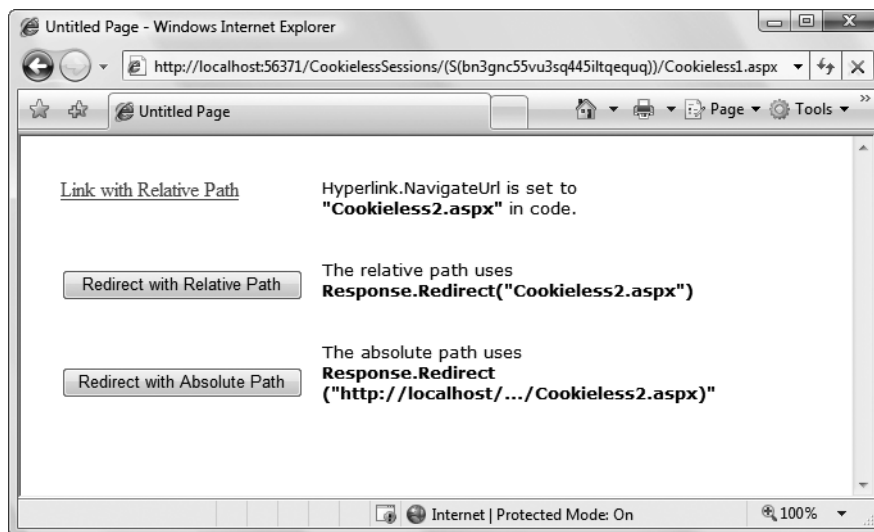 Untitled Page - Windows Internet Explorer
http://localhost:56371/CookielessSessions/(S(bn3gnc55vu3sq445iltqequq))/Cookieless1.aspx
Untitled Page
Page
Tools
»
Link with Relative Path
Hyperlink.NavigateUrl is set to
"Cookieless2.aspx" in code.
Redirect with Relative Path
The relative path uses
Response.Redirect("Cookieless2.aspx")
Redirect with Absolute Path
The absolute path uses
Response.Redirect
("http://localhost/.../Cookieless2.aspx)"
Internet | Protected Mode: On
100%